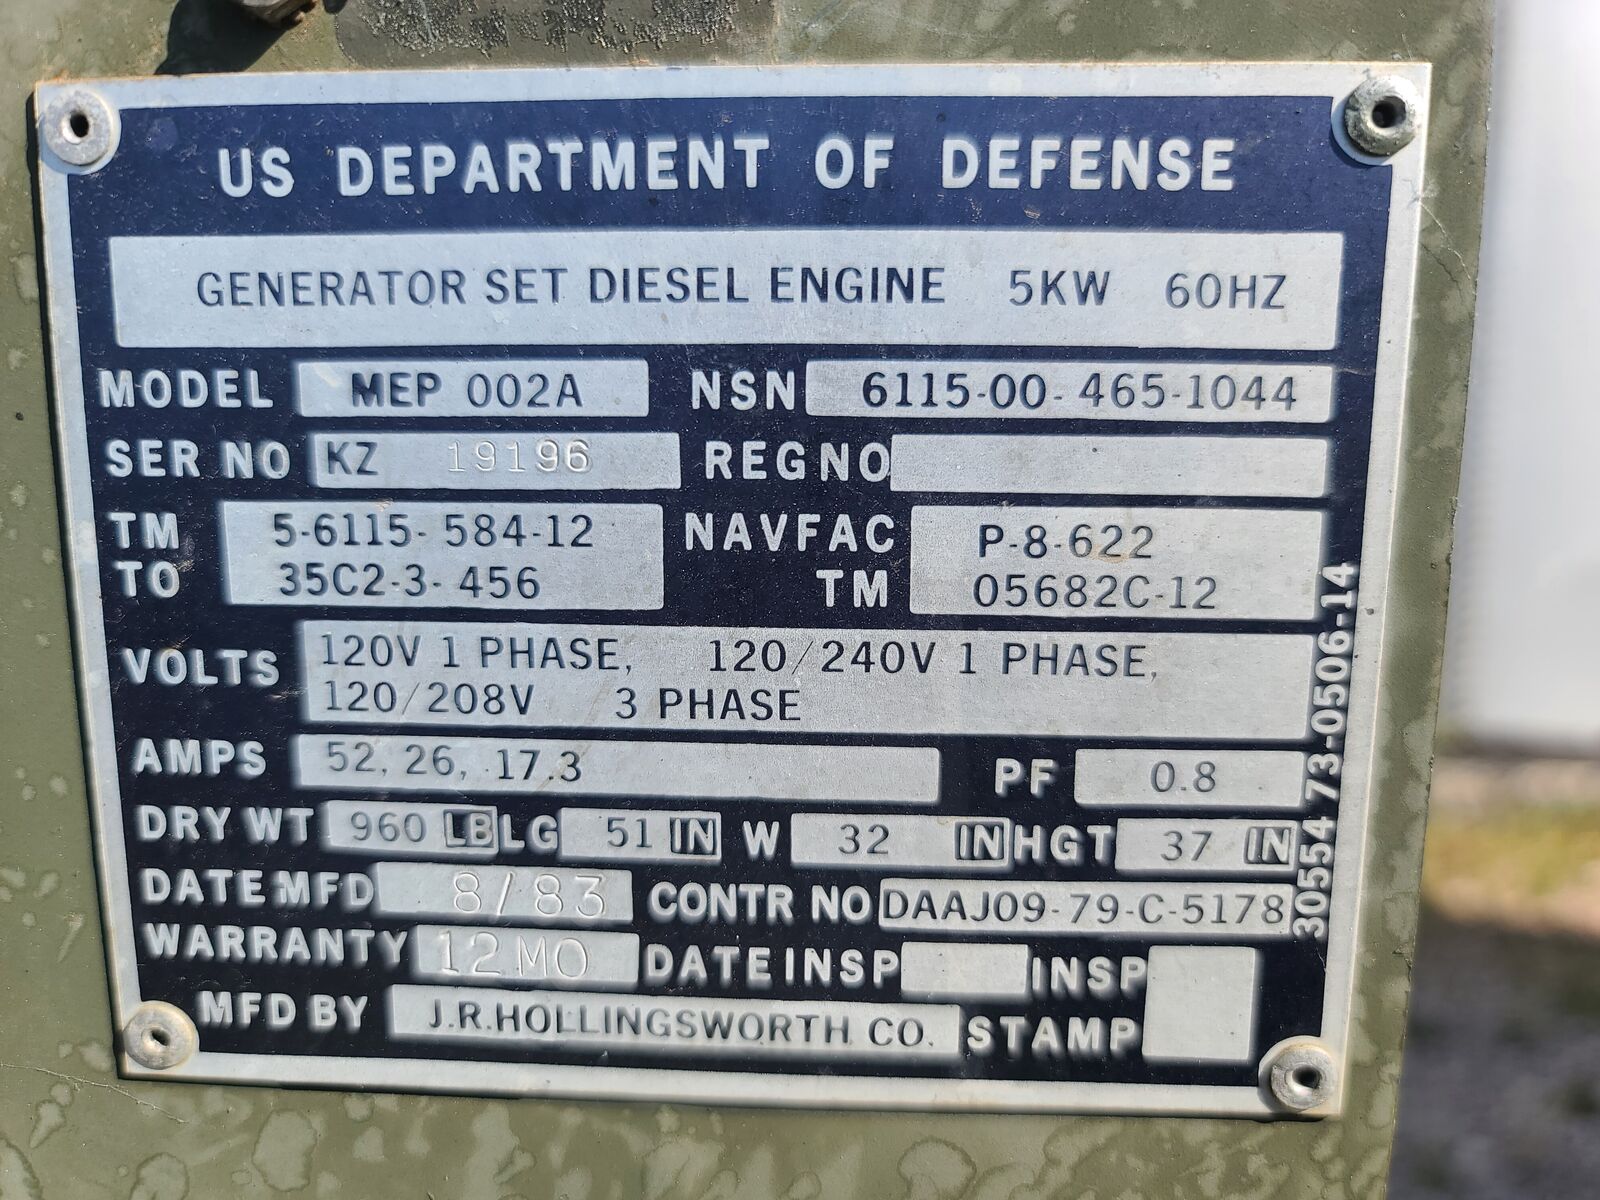 US DEPARTMENT OF DEFENSE
GENERATOR SET DIESEL ENGINE 5KW 60HZ
MODEL MEP 002A NSN 6115-00-465-1044
SER NO KZ 19196 REG NO
TM 5-6115-584-12 NAVFAC P-8-622
TO 35C2-3-456 TM 05682C-12
VOLTS 120V 1 PHASE, 120/240V 1 PHASE,
120/208V 3 PHASE
AMPS 52, 26, 17.3 PF 0.8
DRY WT 960 LB LG 51 IN W 32 IN HGT 37 IN
DATE MFD 8/83 CONTR NO DAAJ09-79-C-5178
WARRANTY 12 MO DATE INSP INSP
MFD BY J.R.HOLLINGSWORTH CO. STAMP
30554 73-0506-14